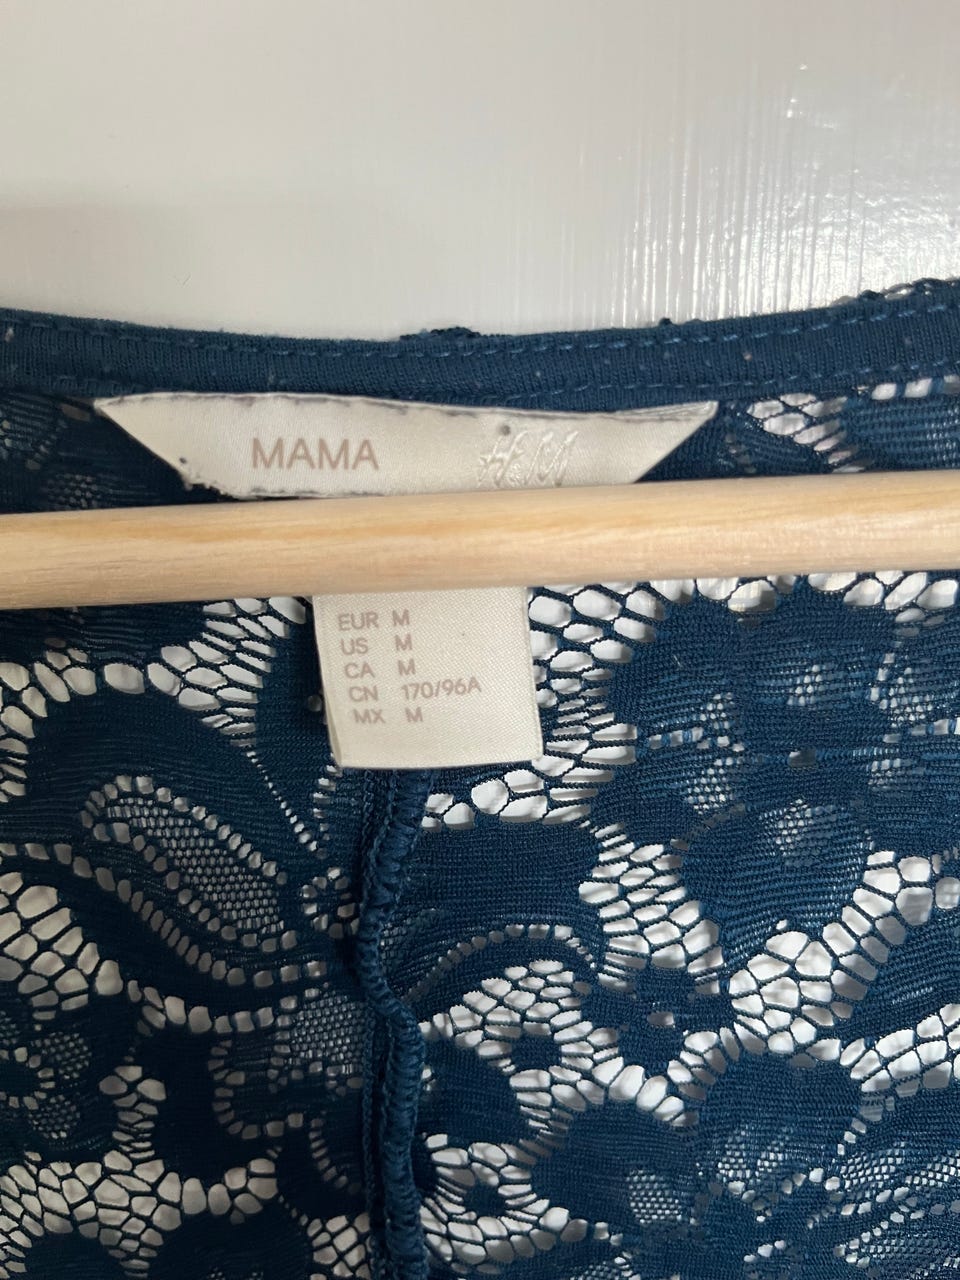 MAMA H&M
EUR M
US M
CA M
CN 170/96A
MX M